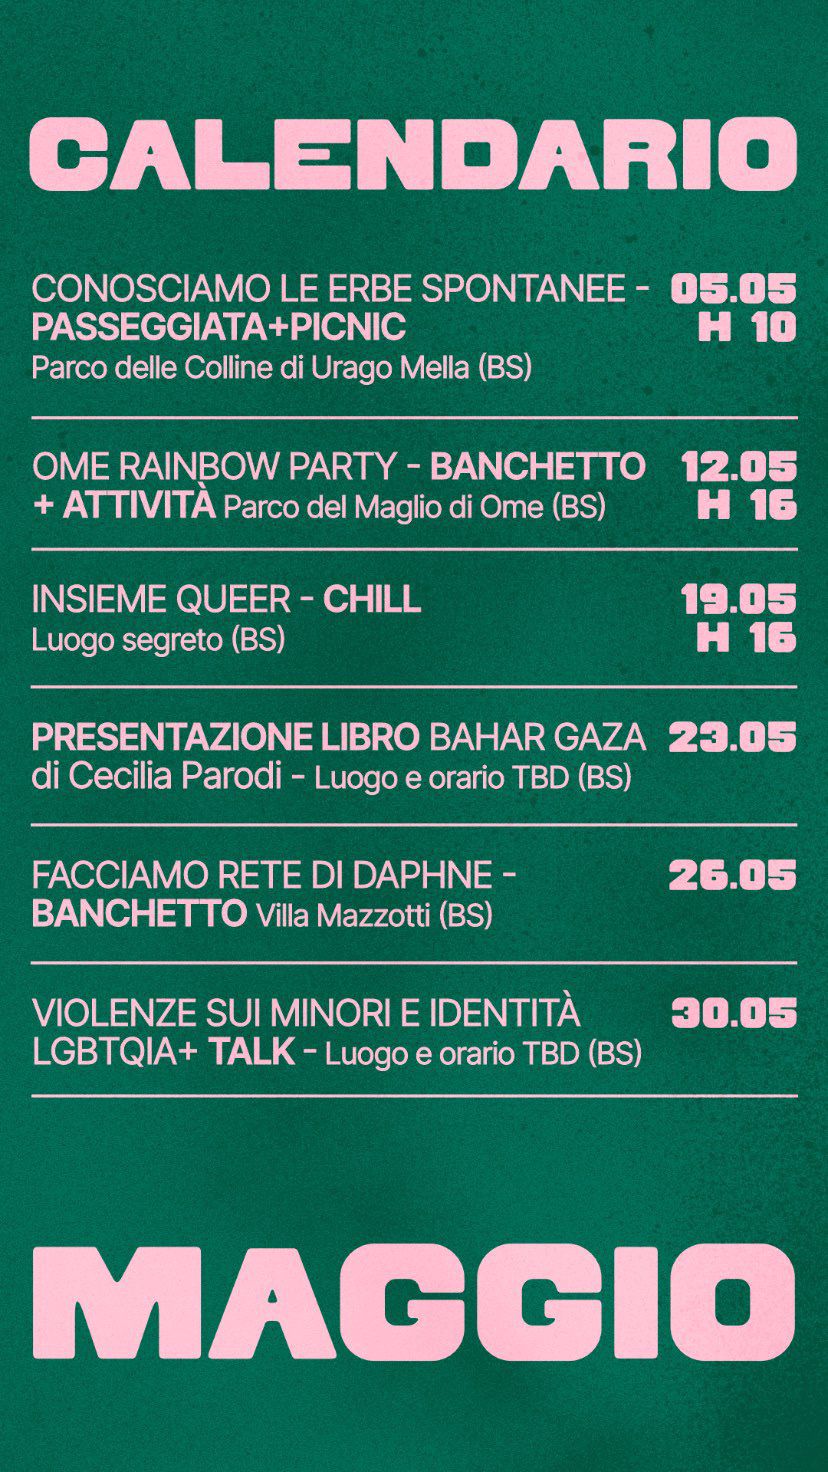 CALENDARIO
CONOSCIAMO LE ERBE SPONTANEE - 05.05
PASSEGGIATA+PICNIC H 10
Parco delle Colline di Urago Mella (BS)
OME RAINBOW PARTY - BANCHETTO 12.05
+ ATTIVITÀ Parco del Maglio di Ome (BS) H 16
INSIEME QUEER - CHILL 19.05
Luogo segreto (BS) H 16
PRESENTAZIONE LIBRO BAHAR GAZA 23.05
di Cecilia Parodi - Luogo e orario TBD (BS)
FACCIAMO RETE DI DAPHNE - 26.05
BANCHETTO Villa Mazzotti (BS)
VIOLENZE SUI MINORI E IDENTITÀ 30.05
LGBTQIA+ TALK - Luogo e orario TBD (BS)
MAGGIO